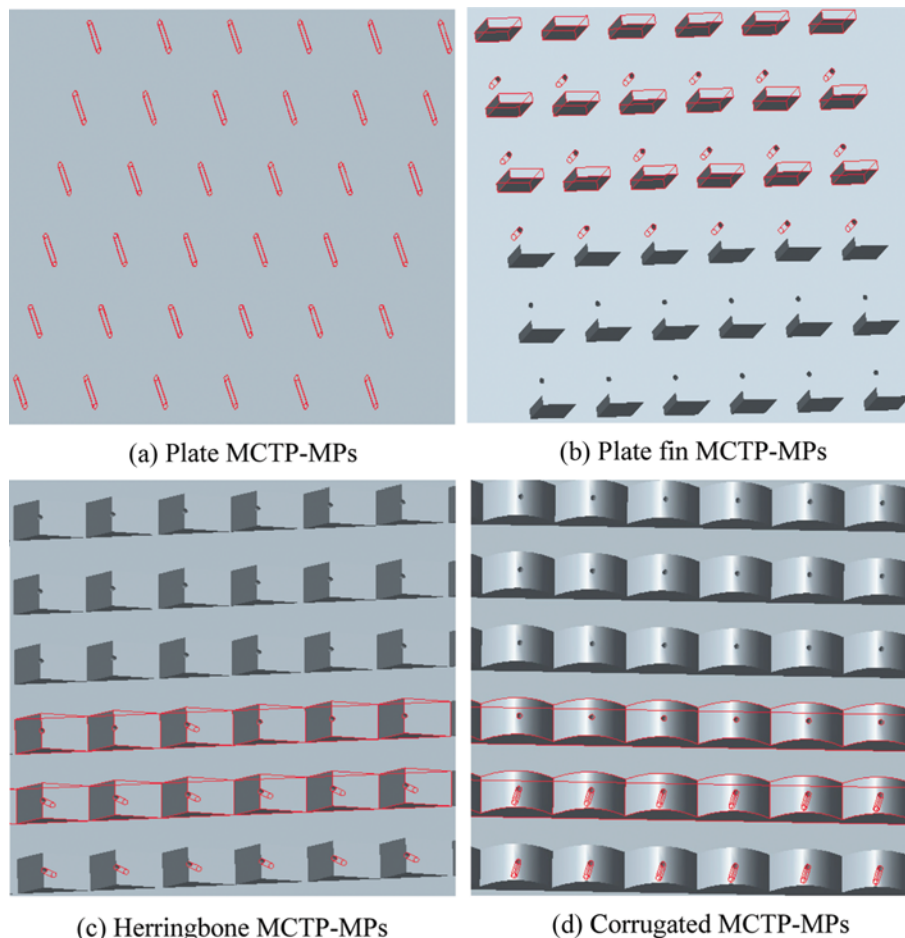 (a) Plate MCTP-MPs
(b) Plate fin MCTP-MPs
(c) Herringbone MCTP-MPs
(d) Corrugated MCTP-MPs